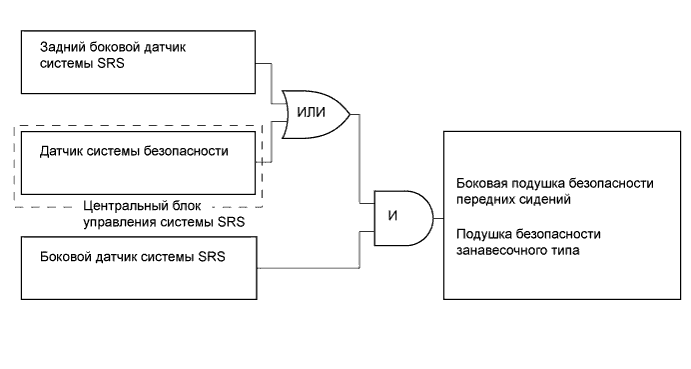 Задний боковой датчик
системы SRS
ИЛИ
Датчик системы безопасности
Центральный блок
управления системы SRS
Боковой датчик системы SRS
И
Боковая подушка безопасности
передних сидений
Подушка безопасности
занавесочного типа